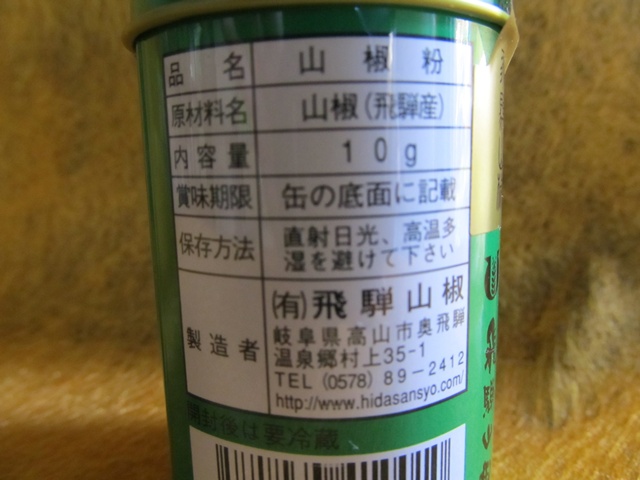 品名 山椒粉
原材料名 山椒(飛騨産)
内容量 10g
賞味期限 缶の底面に記載
保存方法 直射日光、高温多
湿を避けて下さい
製造者 ㈲飛騨山椒
岐阜県高山市奥飛騨
温泉郷村上35-1
TEL (0578) 89-2412
http://www.hidasansyo.com/
開封後は要冷蔵